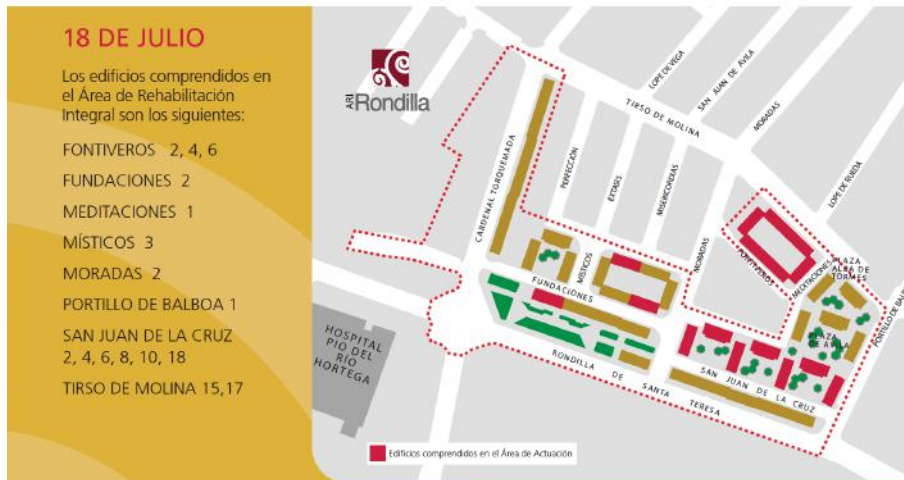 18 DE JULIO
Los edificios comprendidos en
el Área de Rehabilitación
Integral son los siguientes:
FONTIVEROS 2, 4, 6
FUNDACIONES 2
MEDITACIONES 1
MÍSTICOS 3
MORADAS 2
PORTILLO DE BALBOA 1
SAN JUAN DE LA CRUZ
2, 4, 6, 8, 10, 18
TIRSO DE MOLINA 15,17
ARI Rondilla
LOPE DE VEGA
SAN JUAN DE ÁVILA
TIRSO DE MOLINA
MORADAS
LOPE DE RUEDA
CARDENAL TORQUEMADA
PERFECCIÓN
ÉXTASIS
MISERICORDIAS
MORADAS
FONTIVEROS
MEDITACIONES
PLAZA
ALBA DE
TORMES
MÍSTICOS
FUNDACIONES
PLAZA
DE AVILA
HOSPITAL
PIO DEL
RIO
HORTEGA
RONDILLA DE SANTA
TERESA
SAN JUAN DE LA CRUZ
Edificios comprendidos en el Área de Actuación